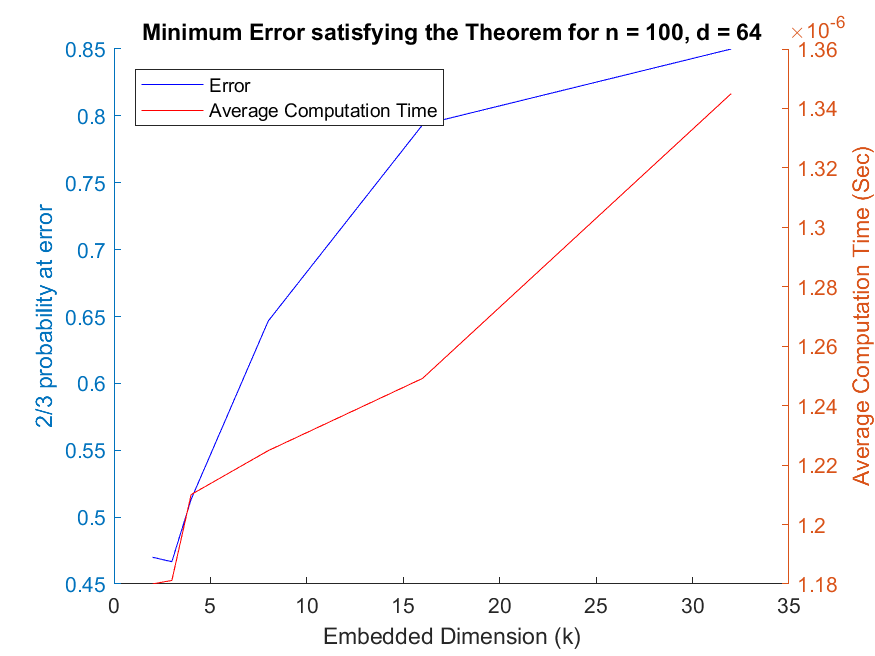 Minimum Error satisfying the Theorem for n = 100, d = 64
×10-6
Error
Average Computation Time
0.85
0.8
0.75
0.7
0.65
0.6
0.55
0.5
0.45
2/3 probability at error
1.36
1.34
1.32
1.3
1.28
1.26
1.24
1.22
1.2
1.18
Average Computation Time (Sec)
0 5 10 15 20 25 30 35
Embedded Dimension (k)